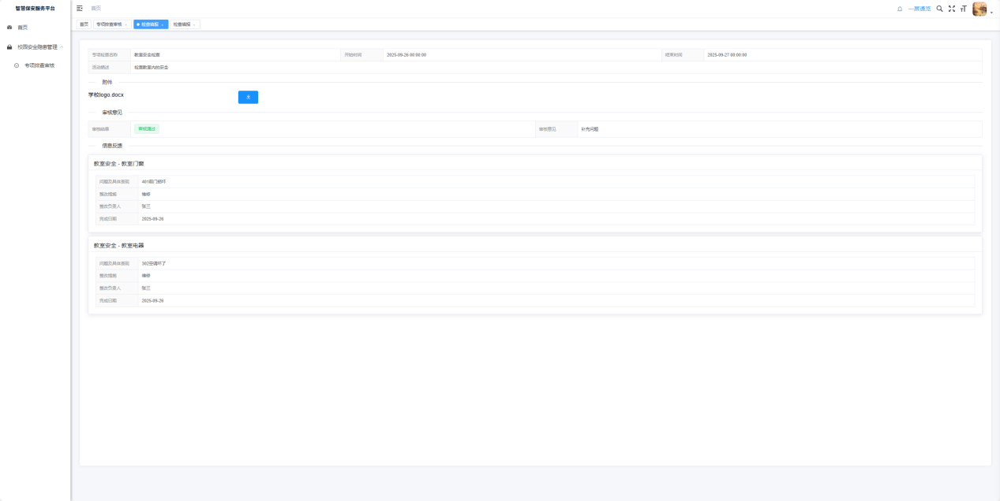 智慧保安服务平台
首页
一屏通览
首页
校园安全隐患管理
专项排查审核
首页
专项排查审核
检查填报
检查填报
专项检查名称 教室安全检查 开始时间 2025-09-26 00:00:00 结束时间 2025-09-27 00:00:00
活动描述 检查教室内的安全
附件
学校logo.docx
审核意见
审核结果 审核通过 审核意见 补充问题
信息反馈
教室安全 - 教室门窗
问题及具体表现 401前门损坏
整改措施 维修
整改负责人 张三
完成日期 2025-09-26
教室安全 - 教室电器
问题及具体表现 302空调坏了
整改措施 维修
整改负责人 张三
完成日期 2025-09-26